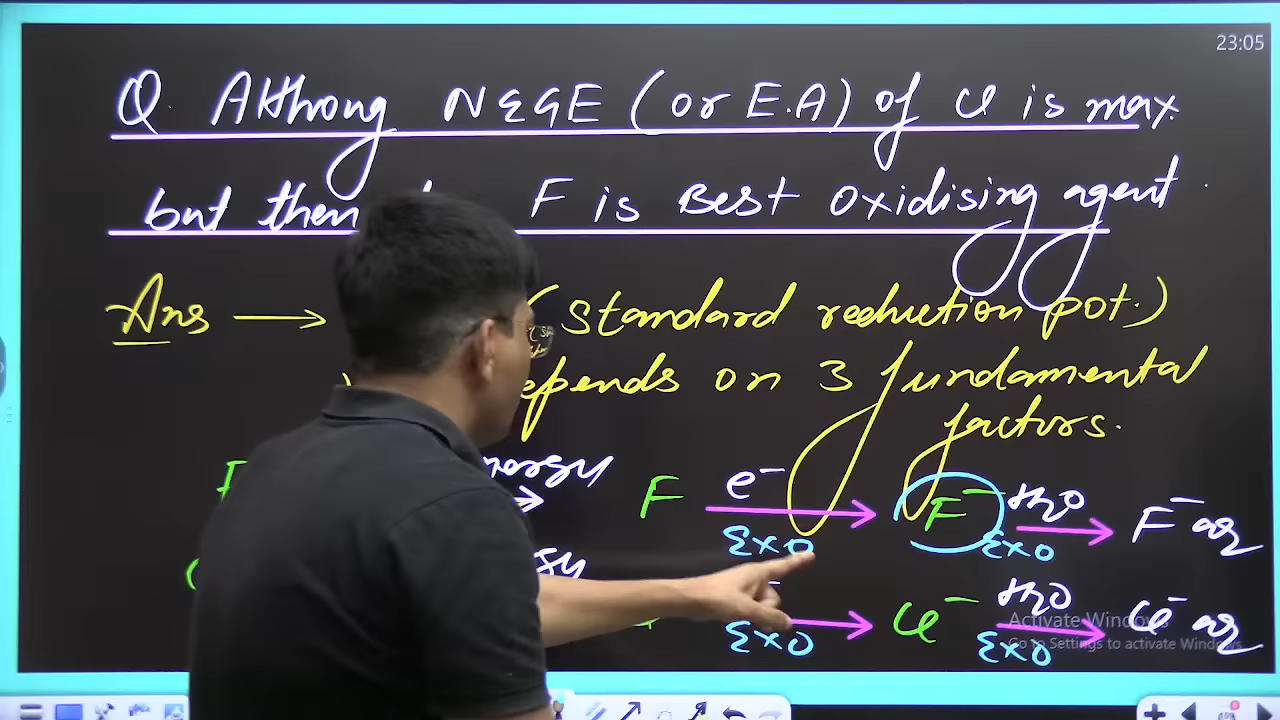 23:05
Q. Although NEGE (or E.A) of Cl is max.
but then F is Best oxidising agent
Ans → (standard reduction pot.)
depends on 3 fundamental
factors.
energy F e⁻ → F⁻ H₂O → F⁻ aq
Exo Exo
e⁻ → Cl⁻ H₂O → Cl⁻ aq
Exo Exo
Activate Windows
Go to Settings to activate Windows.